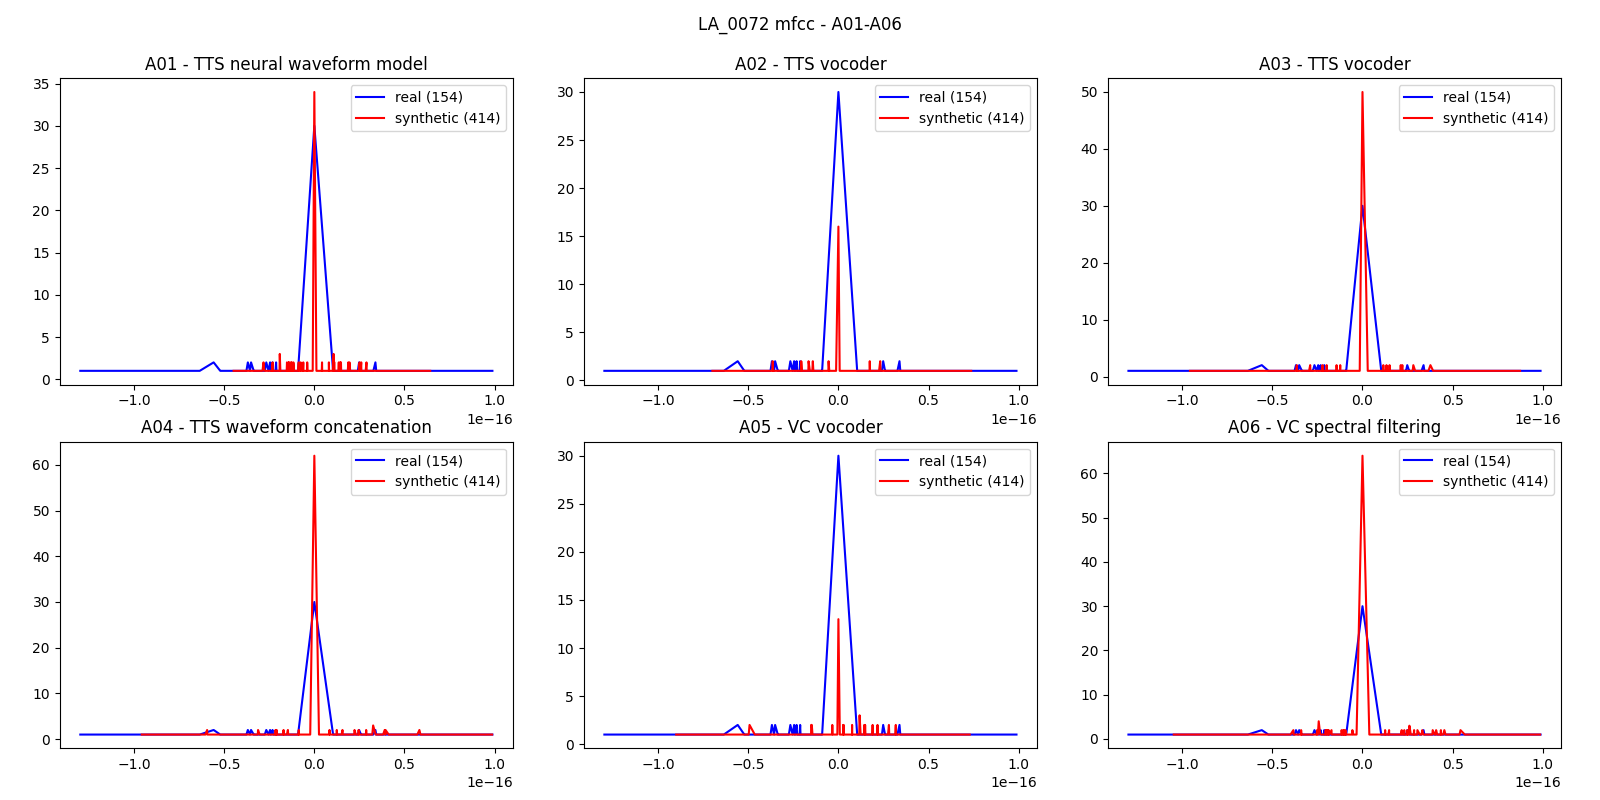 LA_0072 mfcc - A01-A06
A01 - TTS neural waveform model
35
30
25
20
15
10
5
0
real (154)
synthetic (414)
−1.0 −0.5 0.0 0.5 1.0
1e−16
A02 - TTS vocoder
30
25
20
15
10
5
0
real (154)
synthetic (414)
−1.0 −0.5 0.0 0.5 1.0
1e−16
A03 - TTS vocoder
50
40
30
20
10
0
real (154)
synthetic (414)
−1.0 −0.5 0.0 0.5 1.0
1e−16
A04 - TTS waveform concatenation
60
50
40
30
20
10
0
real (154)
synthetic (414)
−1.0 −0.5 0.0 0.5 1.0
1e−16
A05 - VC vocoder
30
25
20
15
10
5
0
real (154)
synthetic (414)
−1.0 −0.5 0.0 0.5 1.0
1e−16
A06 - VC spectral filtering
60
50
40
30
20
10
0
real (154)
synthetic (414)
−1.0 −0.5 0.0 0.5 1.0
1e−16